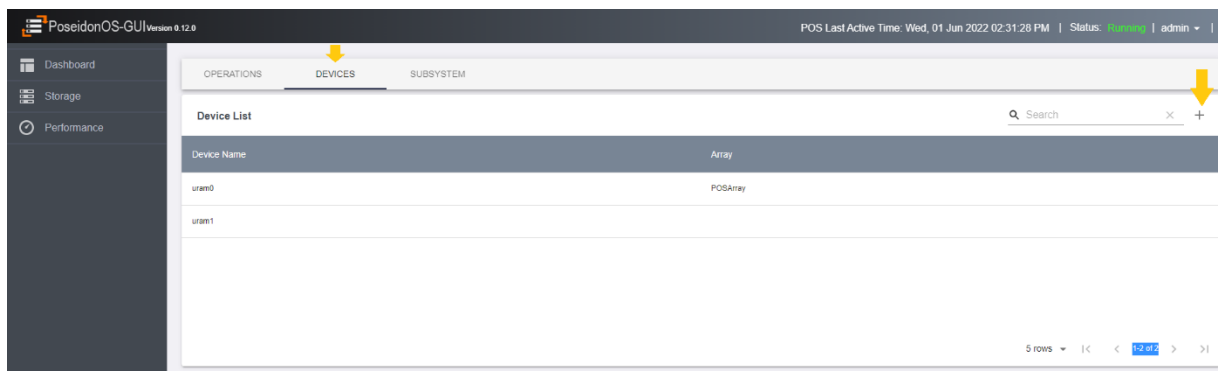 PoseidonOS-GUI Version 0.12.0
POS Last Active Time: Wed, 01 Jun 2022 02:31:28 PM | Status: Running | admin |
Dashboard
Storage
Performance
OPERATIONS DEVICES SUBSYSTEM
Device List
Search
Device Name Array
uram0 POSArray
uram1
5 rows 1-2 of 2